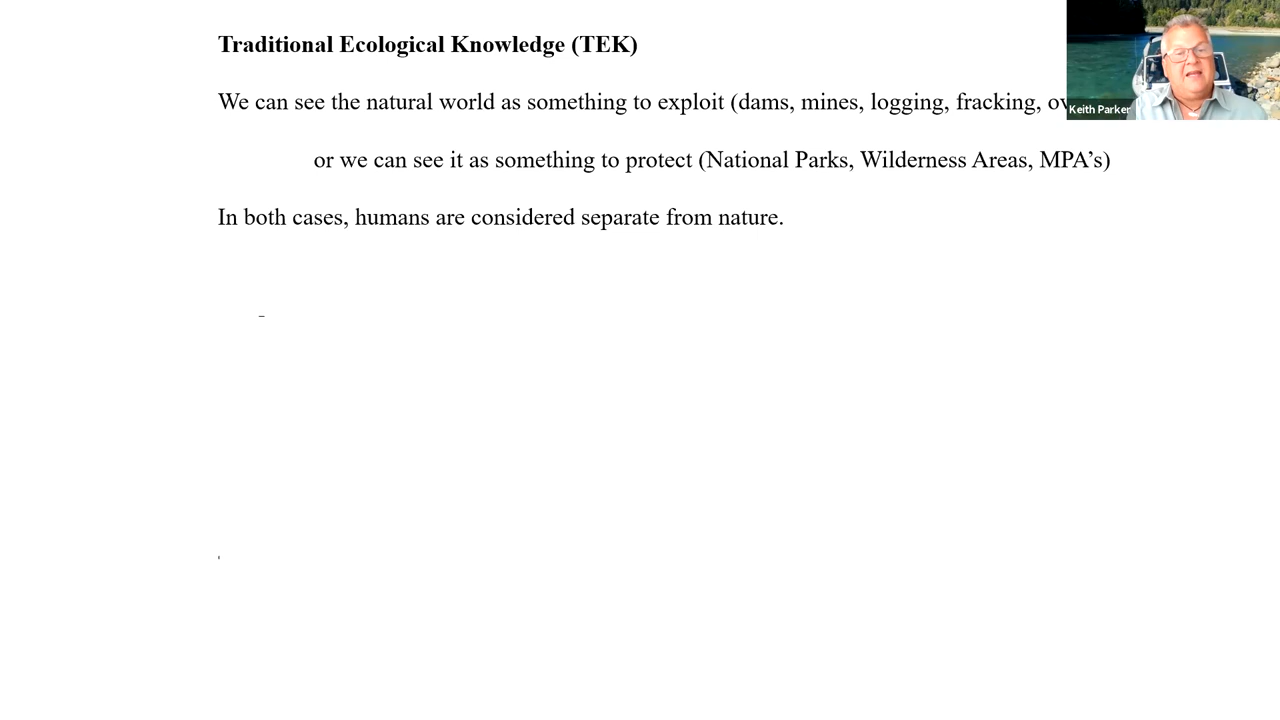 Traditional Ecological Knowledge (TEK)
We can see the natural world as something to exploit (dams, mines, logging, fracking,
Keith Parker
or we can see it as something to protect (National Parks, Wilderness Areas, MPA’s)
In both cases, humans are considered separate from nature.